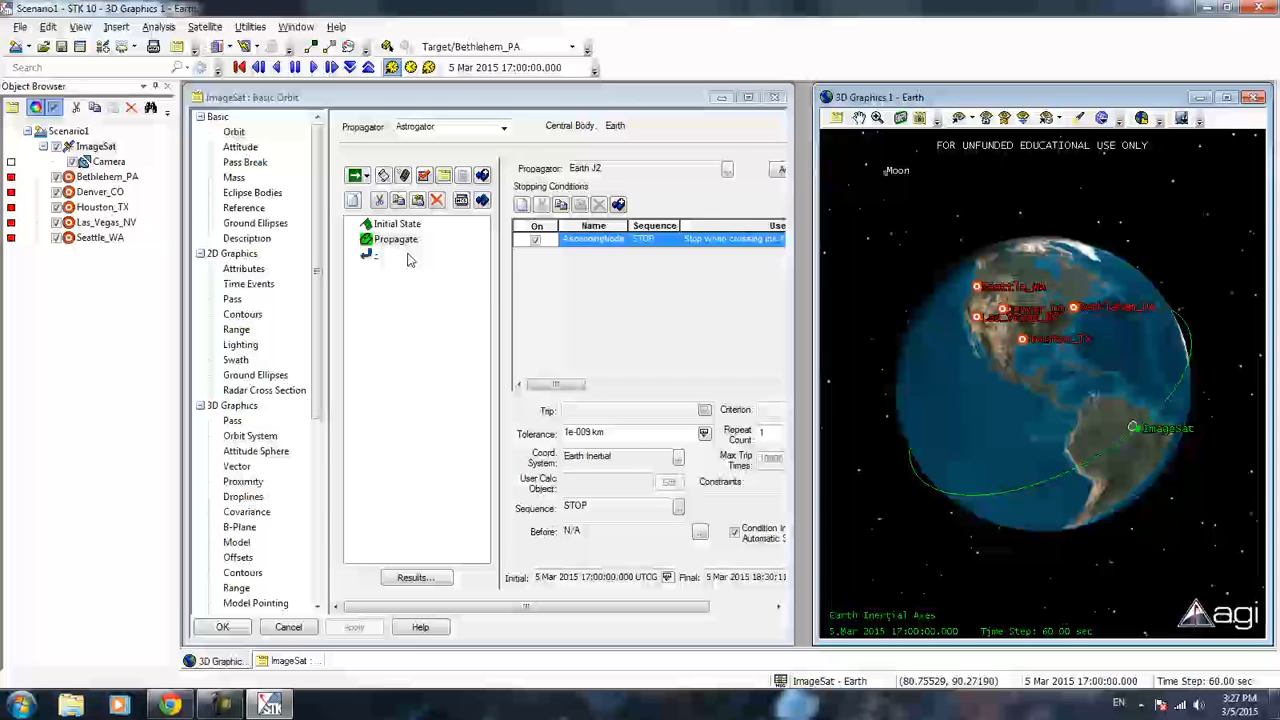 Scenario1 - STK 10 - 3D Graphics 1 - Earth
File Edit View Insert Analysis Satellite Utilities Window Help
Target/Bethlehem_PA
Search
5 Mar 2015 17:00:00.000
Object Browser
Scenario1
ImageSat
Camera
Bethlehem_PA
Denver_CO
Houston_TX
Las_Vegas_NV
Seattle_WA
ImageSat : Basic Orbit
Basic
Orbit
Attitude
Pass Break
Mass
Eclipse Bodies
Reference
Ground Ellipses
Description
2D Graphics
Attributes
Time Events
Pass
Contours
Range
Lighting
Swath
Ground Ellipses
Radar Cross Section
3D Graphics
Pass
Orbit System
Attitude Sphere
Vector
Proximity
Droplines
Covariance
B-Plane
Model
Offsets
Contours
Range
Model Pointing
Propagator: Astrogator
Central Body: Earth
Initial State
Propagate
-
Results...
Propagator: Earth J2
Stopping Conditions
On Name Sequence
STOP
Trip:
Criterion:
Tolerance: 1e-009 km
Repeat Count: 1
Coord. System: Earth Inertial
Max Trip Times:
User Calc Object:
Constraints:
Sequence: STOP
Before: N/A
Condition In
Automatic S
Initial: 5 Mar 2015 17:00:00.000 UTCG
Final: 5 Mar 2015 18:30:11
OK Cancel Apply Help
3D Graphics 1 - Earth
FOR UNFUNDED EDUCATIONAL USE ONLY
Moon
Seattle_WA
Bethlehem_PA
Houston_TX
ImageSat
Earth Inertial Axes
5 Mar 2015 17:00:00.000 Time Step: 60.00 sec
agi
3D Graphic...
ImageSat : ...
ImageSat - Earth
(80.75529, 90.27190)
5 Mar 2015 17:00:00.000
Time Step: 60.00 sec
EN
3:27 PM
3/5/2015